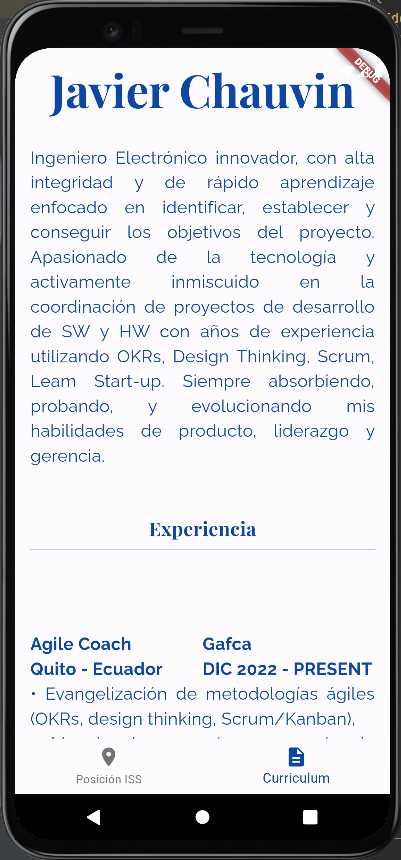 DEBUG
Javier Chauvin
Ingeniero Electrónico innovador, con alta
integridad y de rápido aprendizaje
enfocado en identificar, establecer y
conseguir los objetivos del proyecto.
Apasionado de la tecnología y
activamente inmiscuido en la
coordinación de proyectos de desarrollo
de SW y HW con años de experiencia
utilizando OKRs, Design Thinking, Scrum,
Leam Start-up. Siempre absorbiendo,
probando, y evolucionando mis
habilidades de producto, liderazgo y
gerencia.
Experiencia
Agile Coach Gafca
Quito - Ecuador DIC 2022 - PRESENT
• Evangelización de metodologías ágiles
(OKRs, design thinking, Scrum/Kanban),
Posición ISS Curriculum